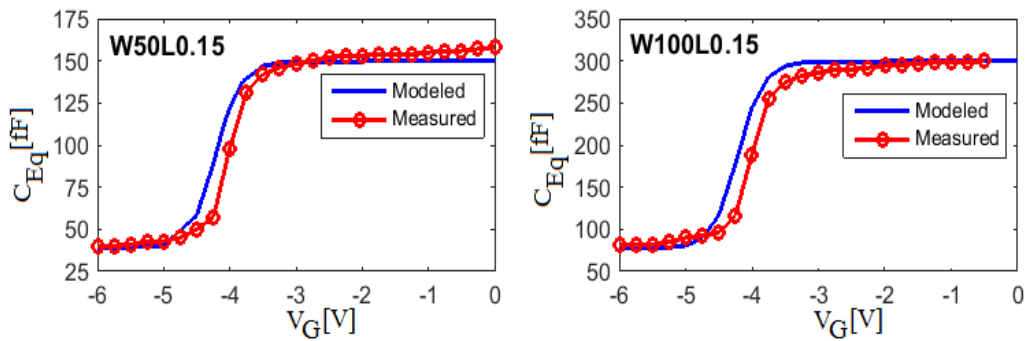 W50L0.15
C_Eq[fF]
175
150
125
100
75
50
25
Modeled
Measured
-6 -5 -4 -3 -2 -1 0
V_G[V]
W100L0.15
C_Eq[fF]
350
300
250
200
150
100
50
Modeled
Measured
-6 -5 -4 -3 -2 -1 0
V_G[V]